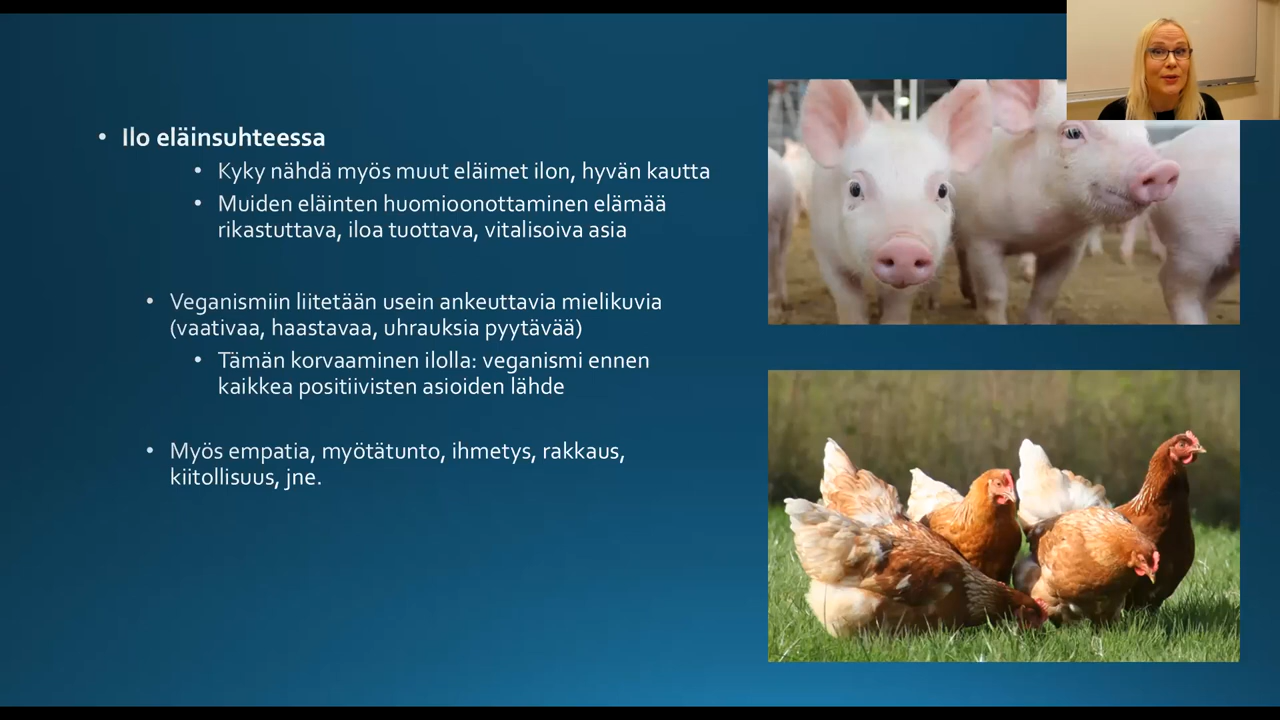 • Ilo eläinsuhteessa
• Kyky nähdä myös muut eläimet ilon, hyvän kautta
• Muiden eläinten huomioonottaminen elämää
rikastuttava, iloa tuottava, vitalisoiva asia
• Veganismiin liitetään usein ankeuttavia mielikuvia
(vaativaa, haastavaa, uhrauksia pyytävää)
• Tämän korvaaminen ilolla: veganismi ennen
kaikkea positiivisten asioiden lähde
• Myös empatia, myötätunto, ihmetys, rakkaus,
kiitollisuus, jne.